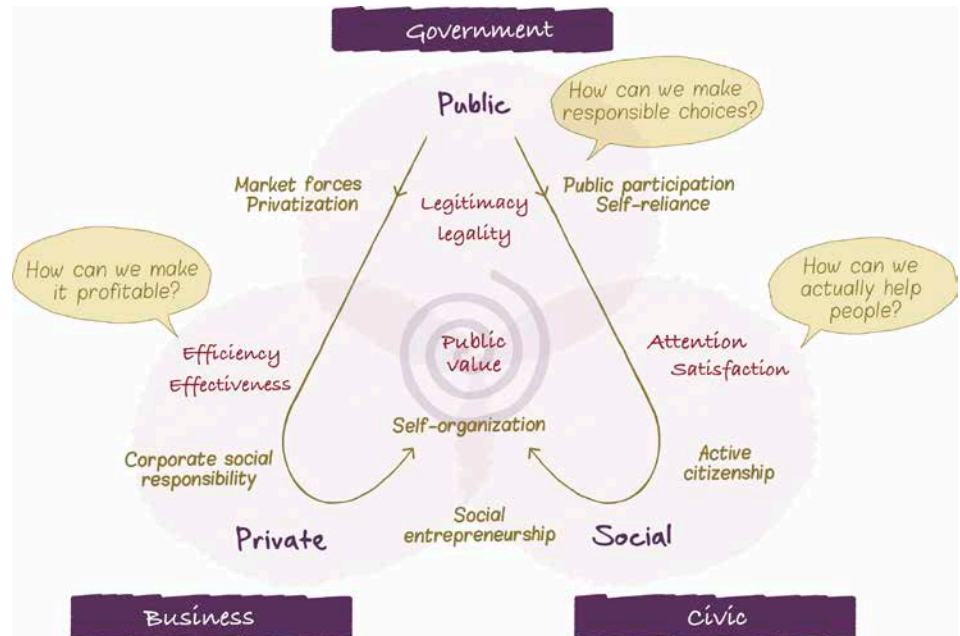 Government
Public
How can we make
responsible choices?
Market forces
Privatization
Public participation
Self-reliance
Legitimacy
legality
How can we make
it profitable?
How can we
actually help
people?
Efficiency
Effectiveness
Public
value
Attention
Satisfaction
Self-organization
Corporate social
responsibility
Active
citizenship
Social
entrepreneurship
Private
Social
Business
Civic